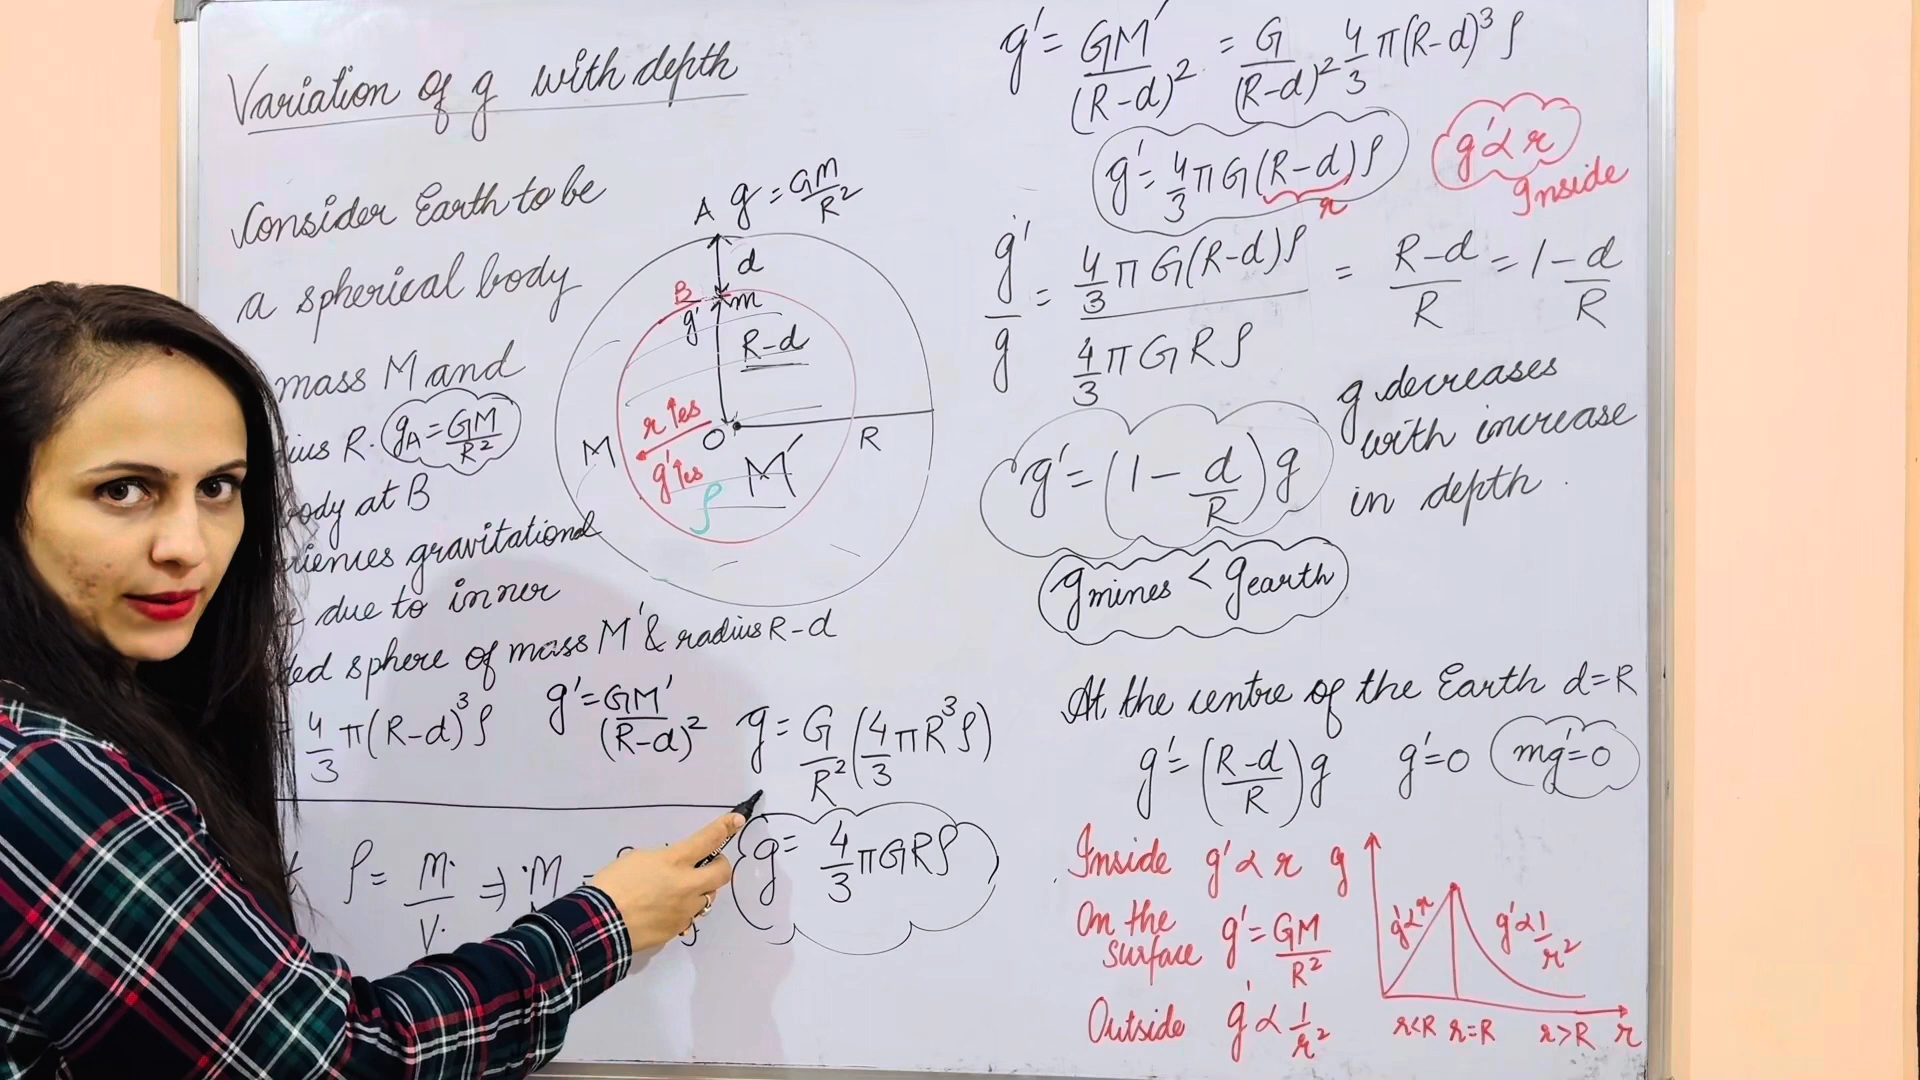 Variation of g with depth
Consider Earth to be
a spherical body
mass M and
R. gA = GM/R²
body at B
gravitational
due to inner
sphere of mass M' & radius R-d
4/3 π(R-d)³ρ
g' = GM'/(R-d)²
g = G/R² (4/3 πR³ρ)
ρ = M/V ⇒ M =
g = 4/3 πGRρ
A g = GM/R²
d
B m
g'
R-d
r ↑es
g' ↑es
O
M
M'
R
ρ
g' = GM'/(R-d)² = G/(R-d)² 4/3 π(R-d)³ρ
g' = 4/3 πG(R-d)ρ
r
g' ∝ r
Inside
g'/g = 4/3 πG(R-d)ρ / 4/3 πGRρ = R-d/R = 1-d/R
g decreases
with increase
in depth.
g' = (1 - d/R)g
gmines < gearth
At the centre of the Earth d=R
g' = (R-d/R)g g'=0 mg'=0
Inside g' ∝ r
On the
surface g' = GM/R²
Outside g' ∝ 1/r²
g
g' ∝ r
g' ∝ 1/r²
r<R r=R r>R r